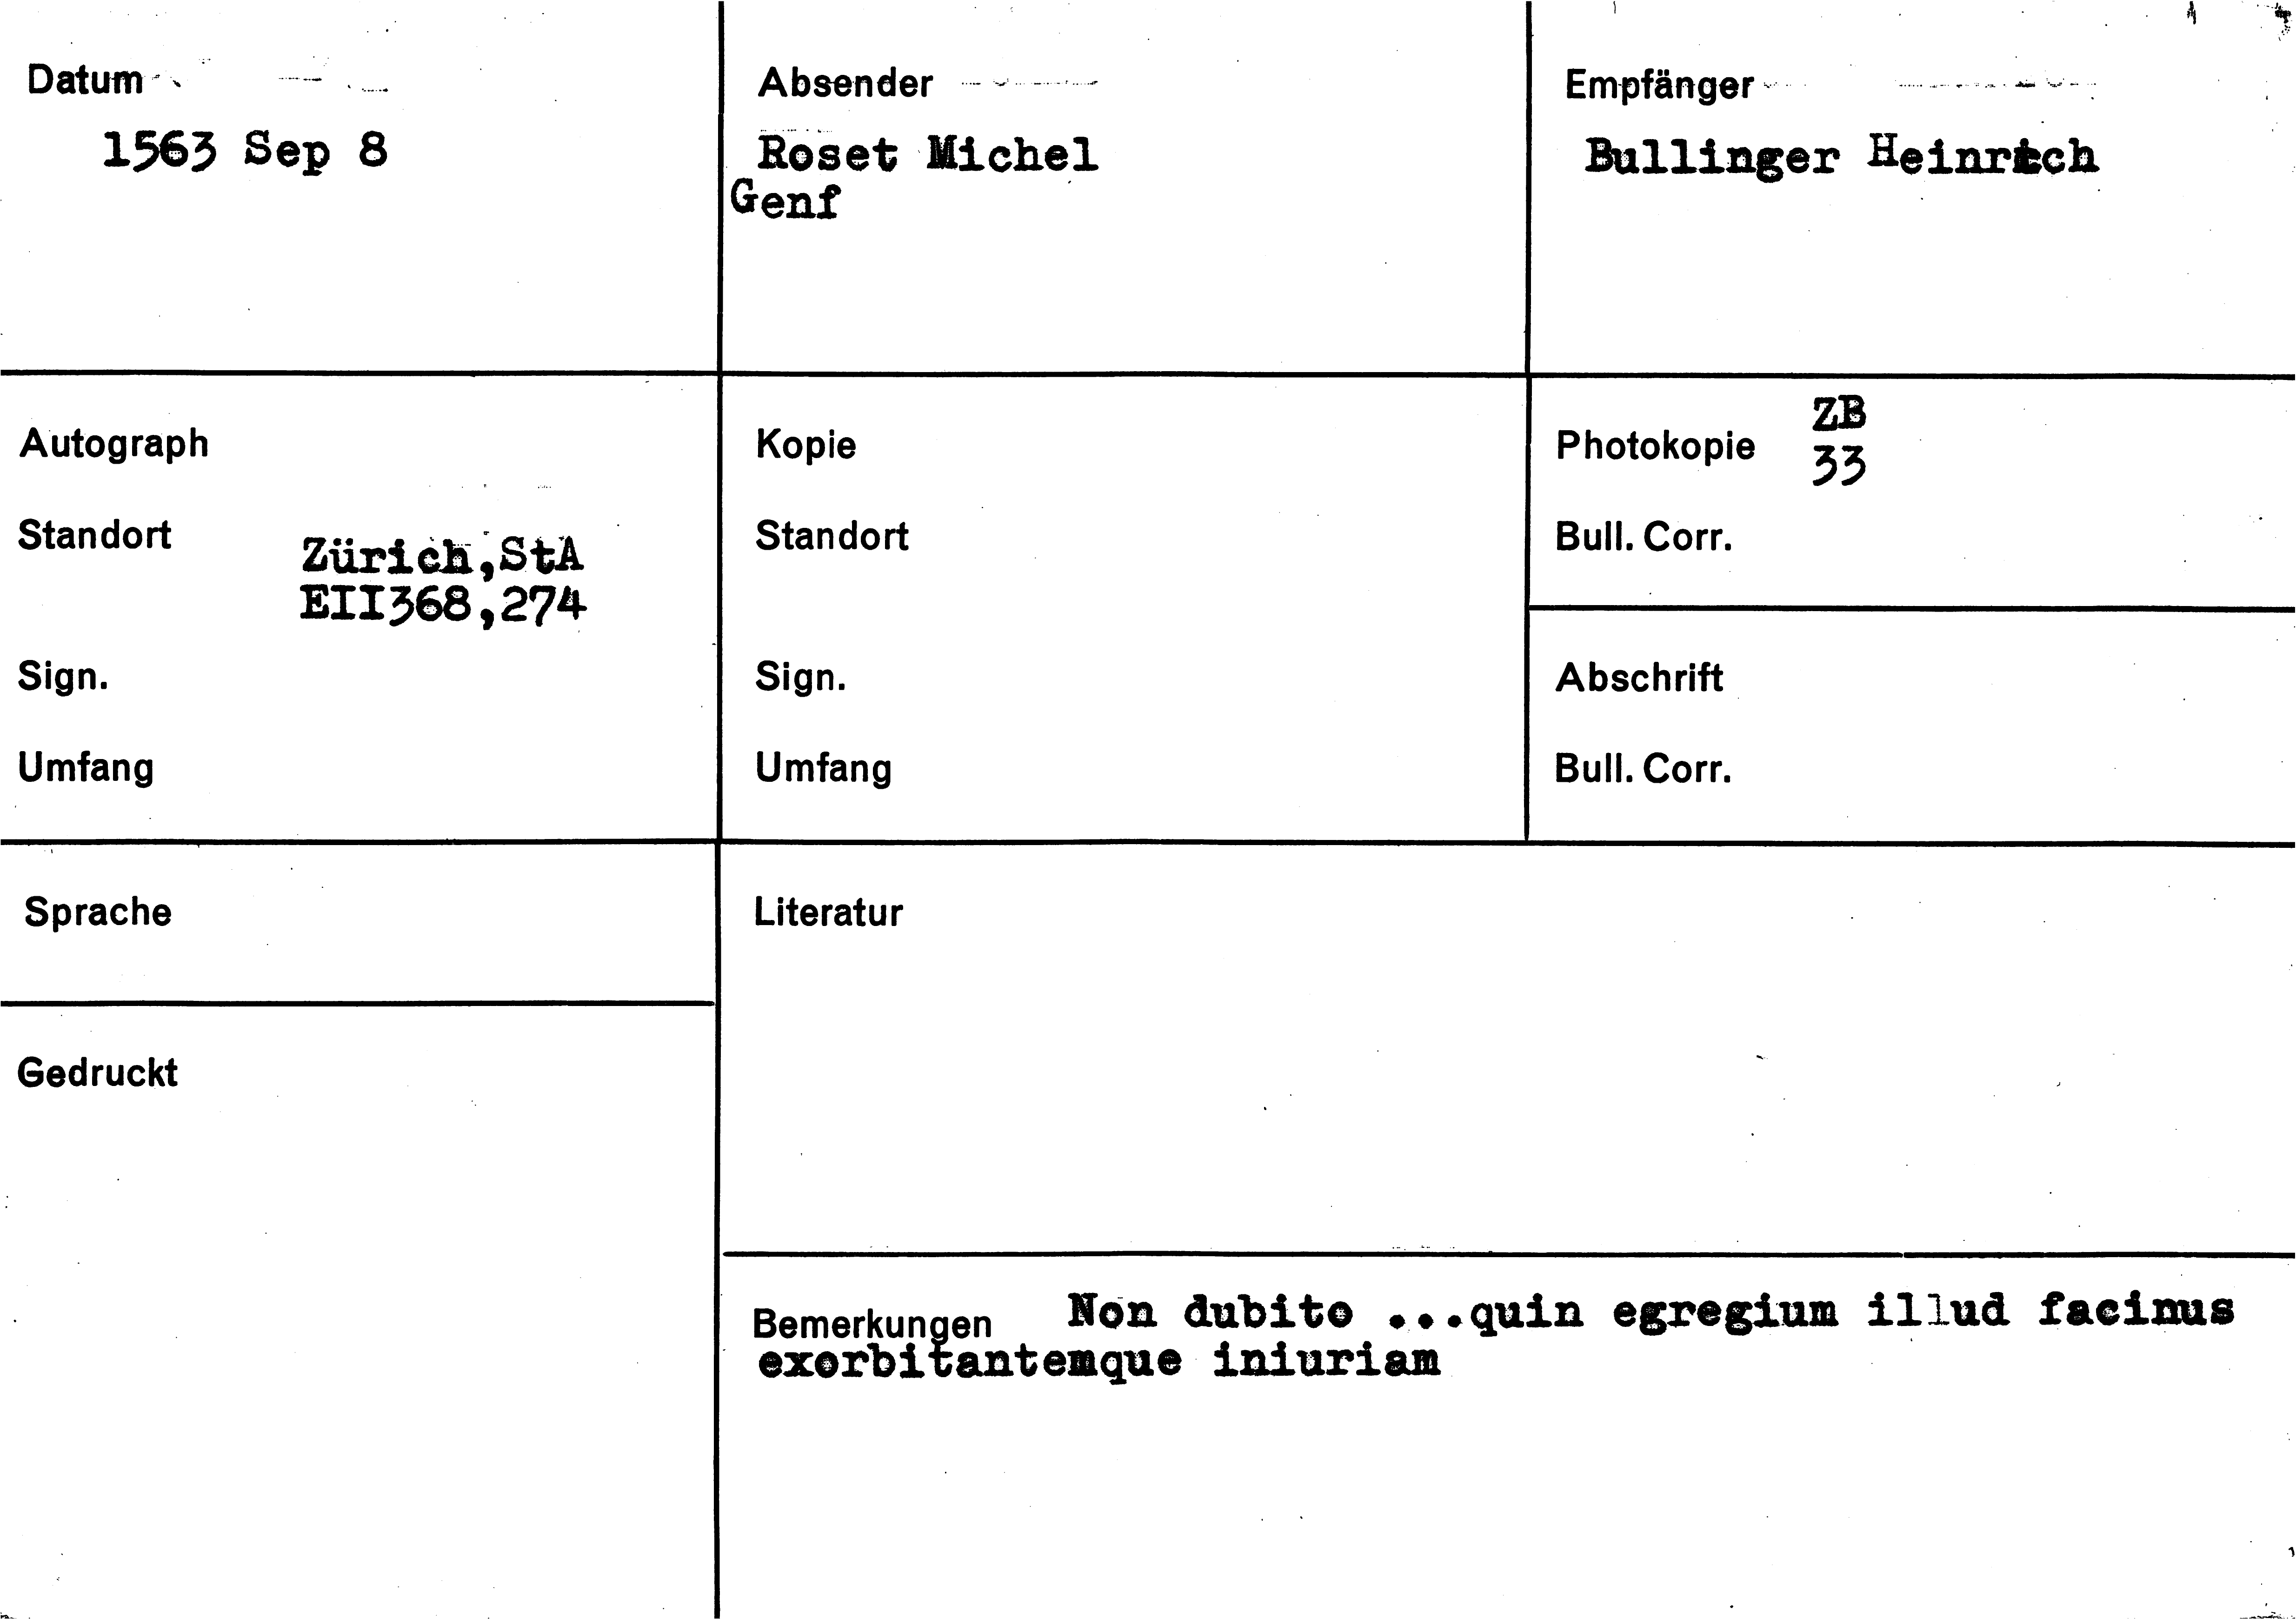 Datum
1563 Sep 8
Absender
Roset Michel
Genf
Empfänger
Bullinger Heinrich
Autograph
Standort
Zürich,StA
EII368,274
Sign.
Umfang
Kopie
Standort
Sign.
Umfang
Photokopie
ZB
33
Bull. Corr.
Abschrift
Bull. Corr.
Sprache
Gedruckt
Literatur
Bemerkungen Non dubito ...quin egregium illud facinus
exorbitantemque iniuriam